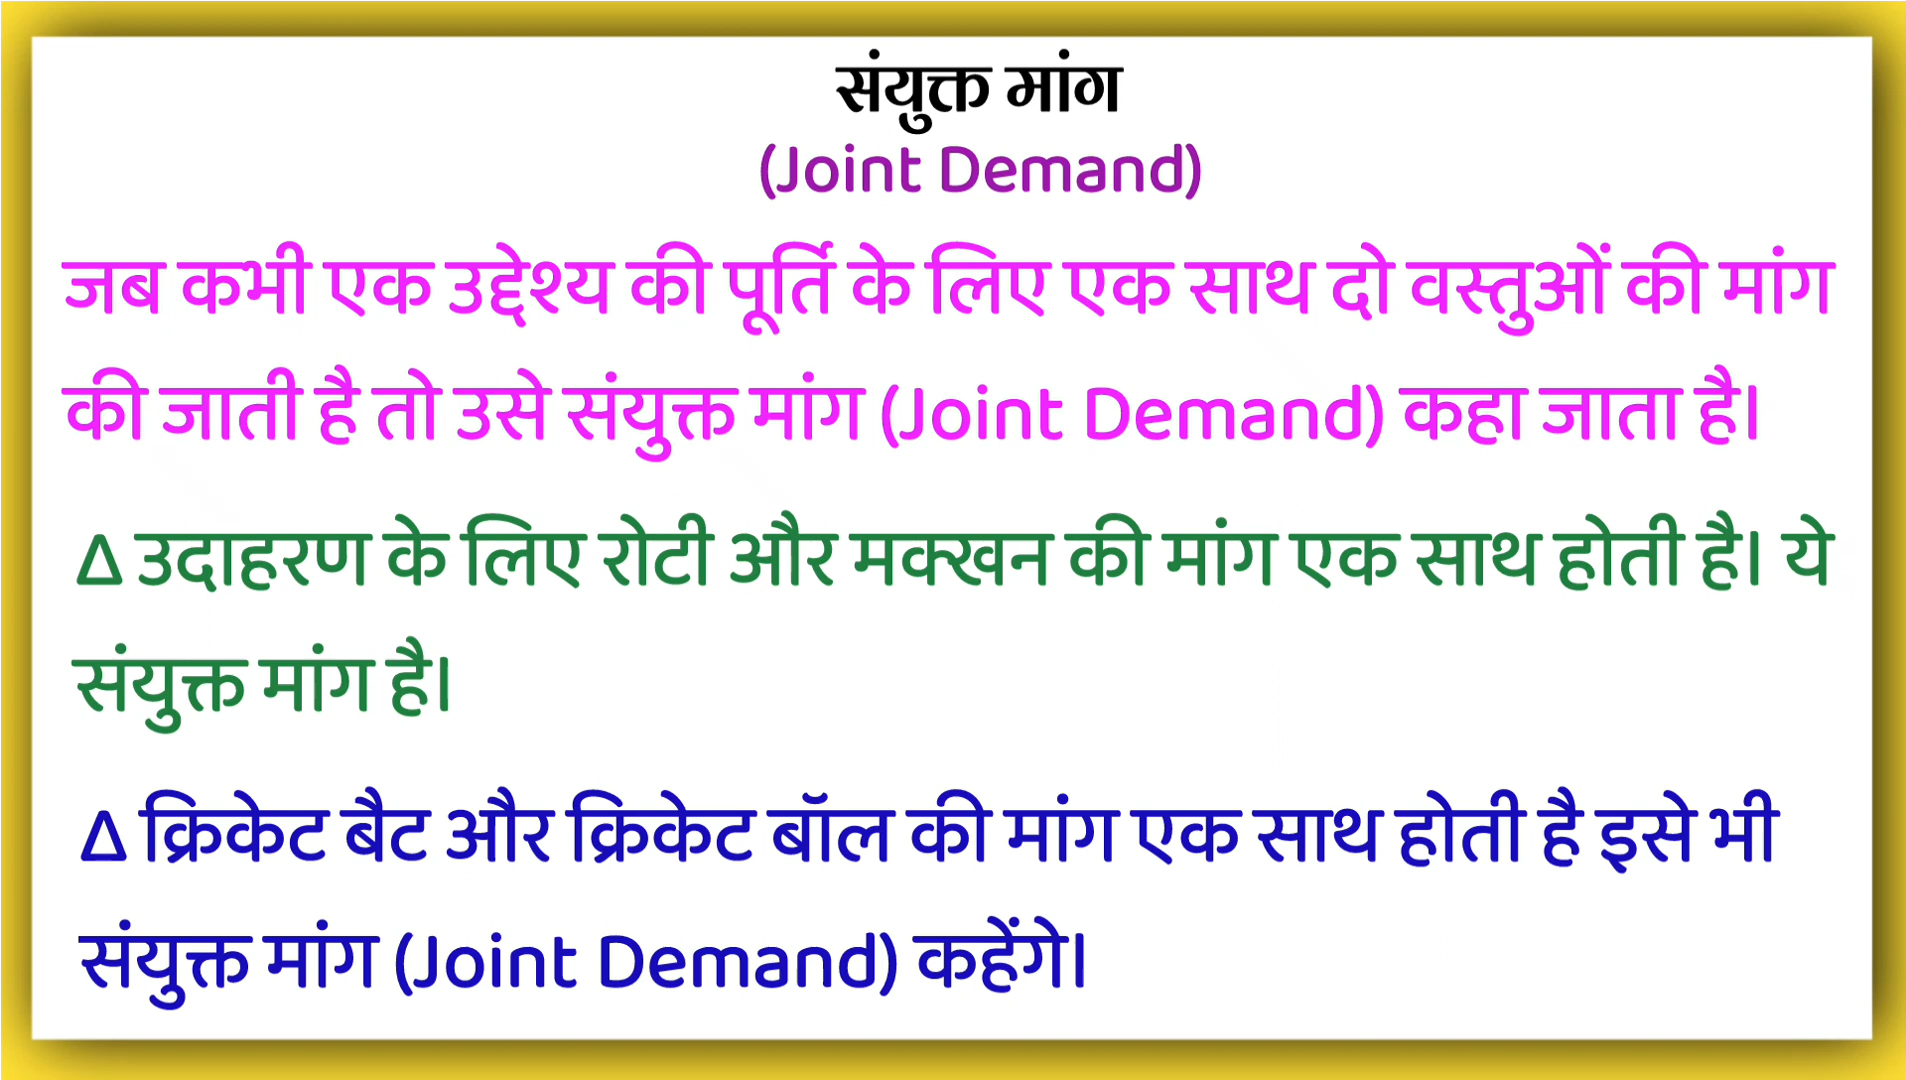 संयुक्त मांग
(Joint Demand)
जब कभी एक उद्देश्य की पूर्ति के लिए एक साथ दो वस्तुओं की मांग
की जाती है तो उसे संयुक्त मांग (Joint Demand) कहा जाता है।
Δ उदाहरण के लिए रोटी और मक्खन की मांग एक साथ होती है। ये
संयुक्त मांग है।
Δ क्रिकेट बैट और क्रिकेट बॉल की मांग एक साथ होती है इसे भी
संयुक्त मांग (Joint Demand) कहेंगे।